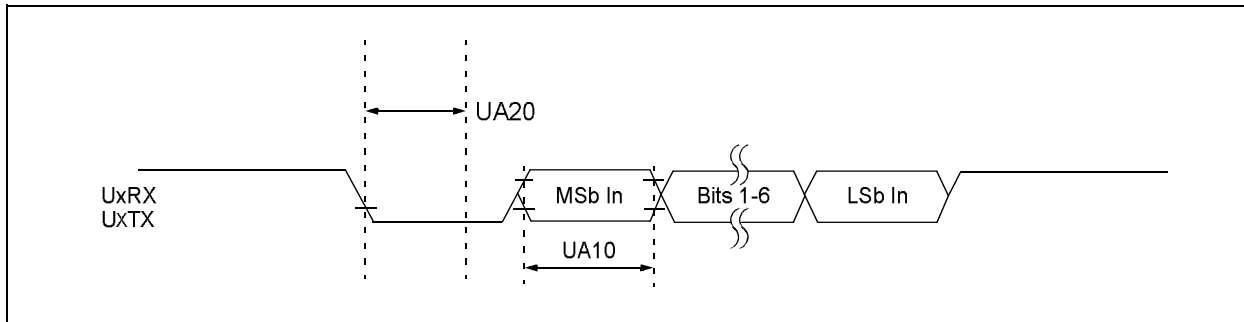 UA20
UxRX
UxTX
MSb In
Bits 1-6
LSb In
UA10